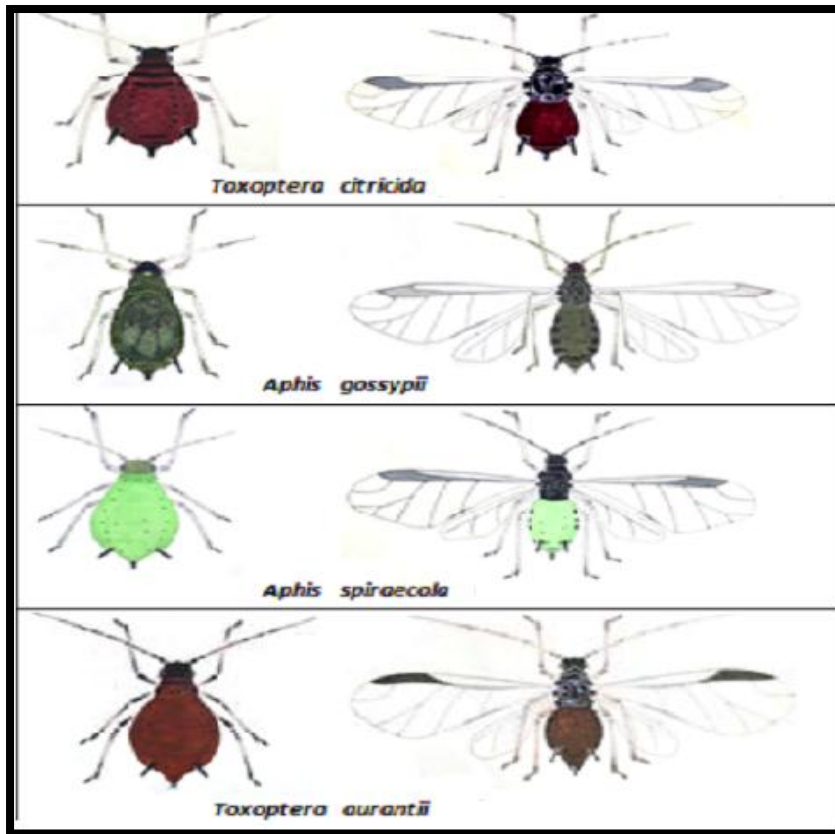 Toxoptera citricida
Aphis gossypii
Aphis spiraecola
Toxoptera aurantii